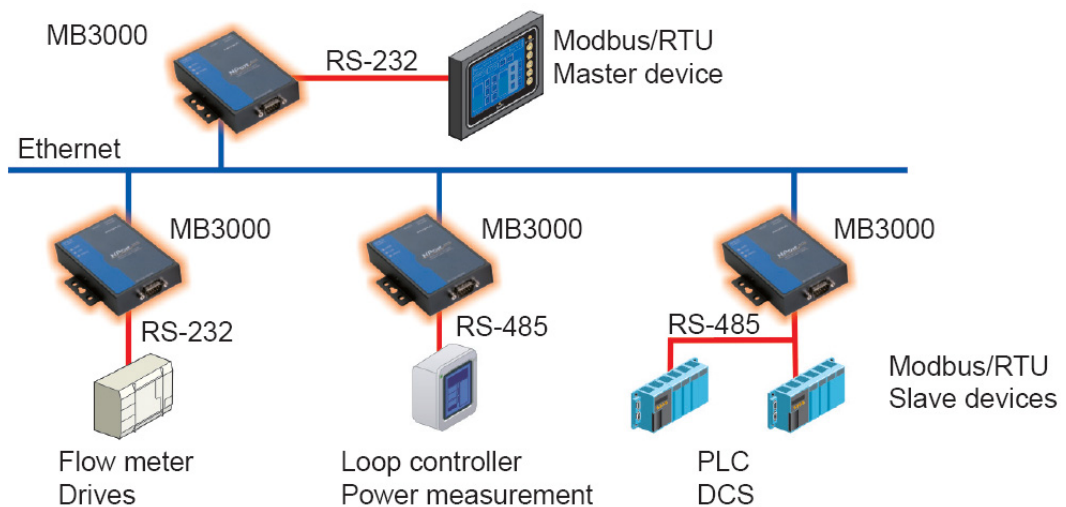 MB3000
RS-232
Modbus/RTU
Master device
Ethernet
MB3000
MB3000
MB3000
RS-232
RS-485
RS-485
Modbus/RTU
Slave devices
Flow meter
Drives
Loop controller
Power measurement
PLC
DCS